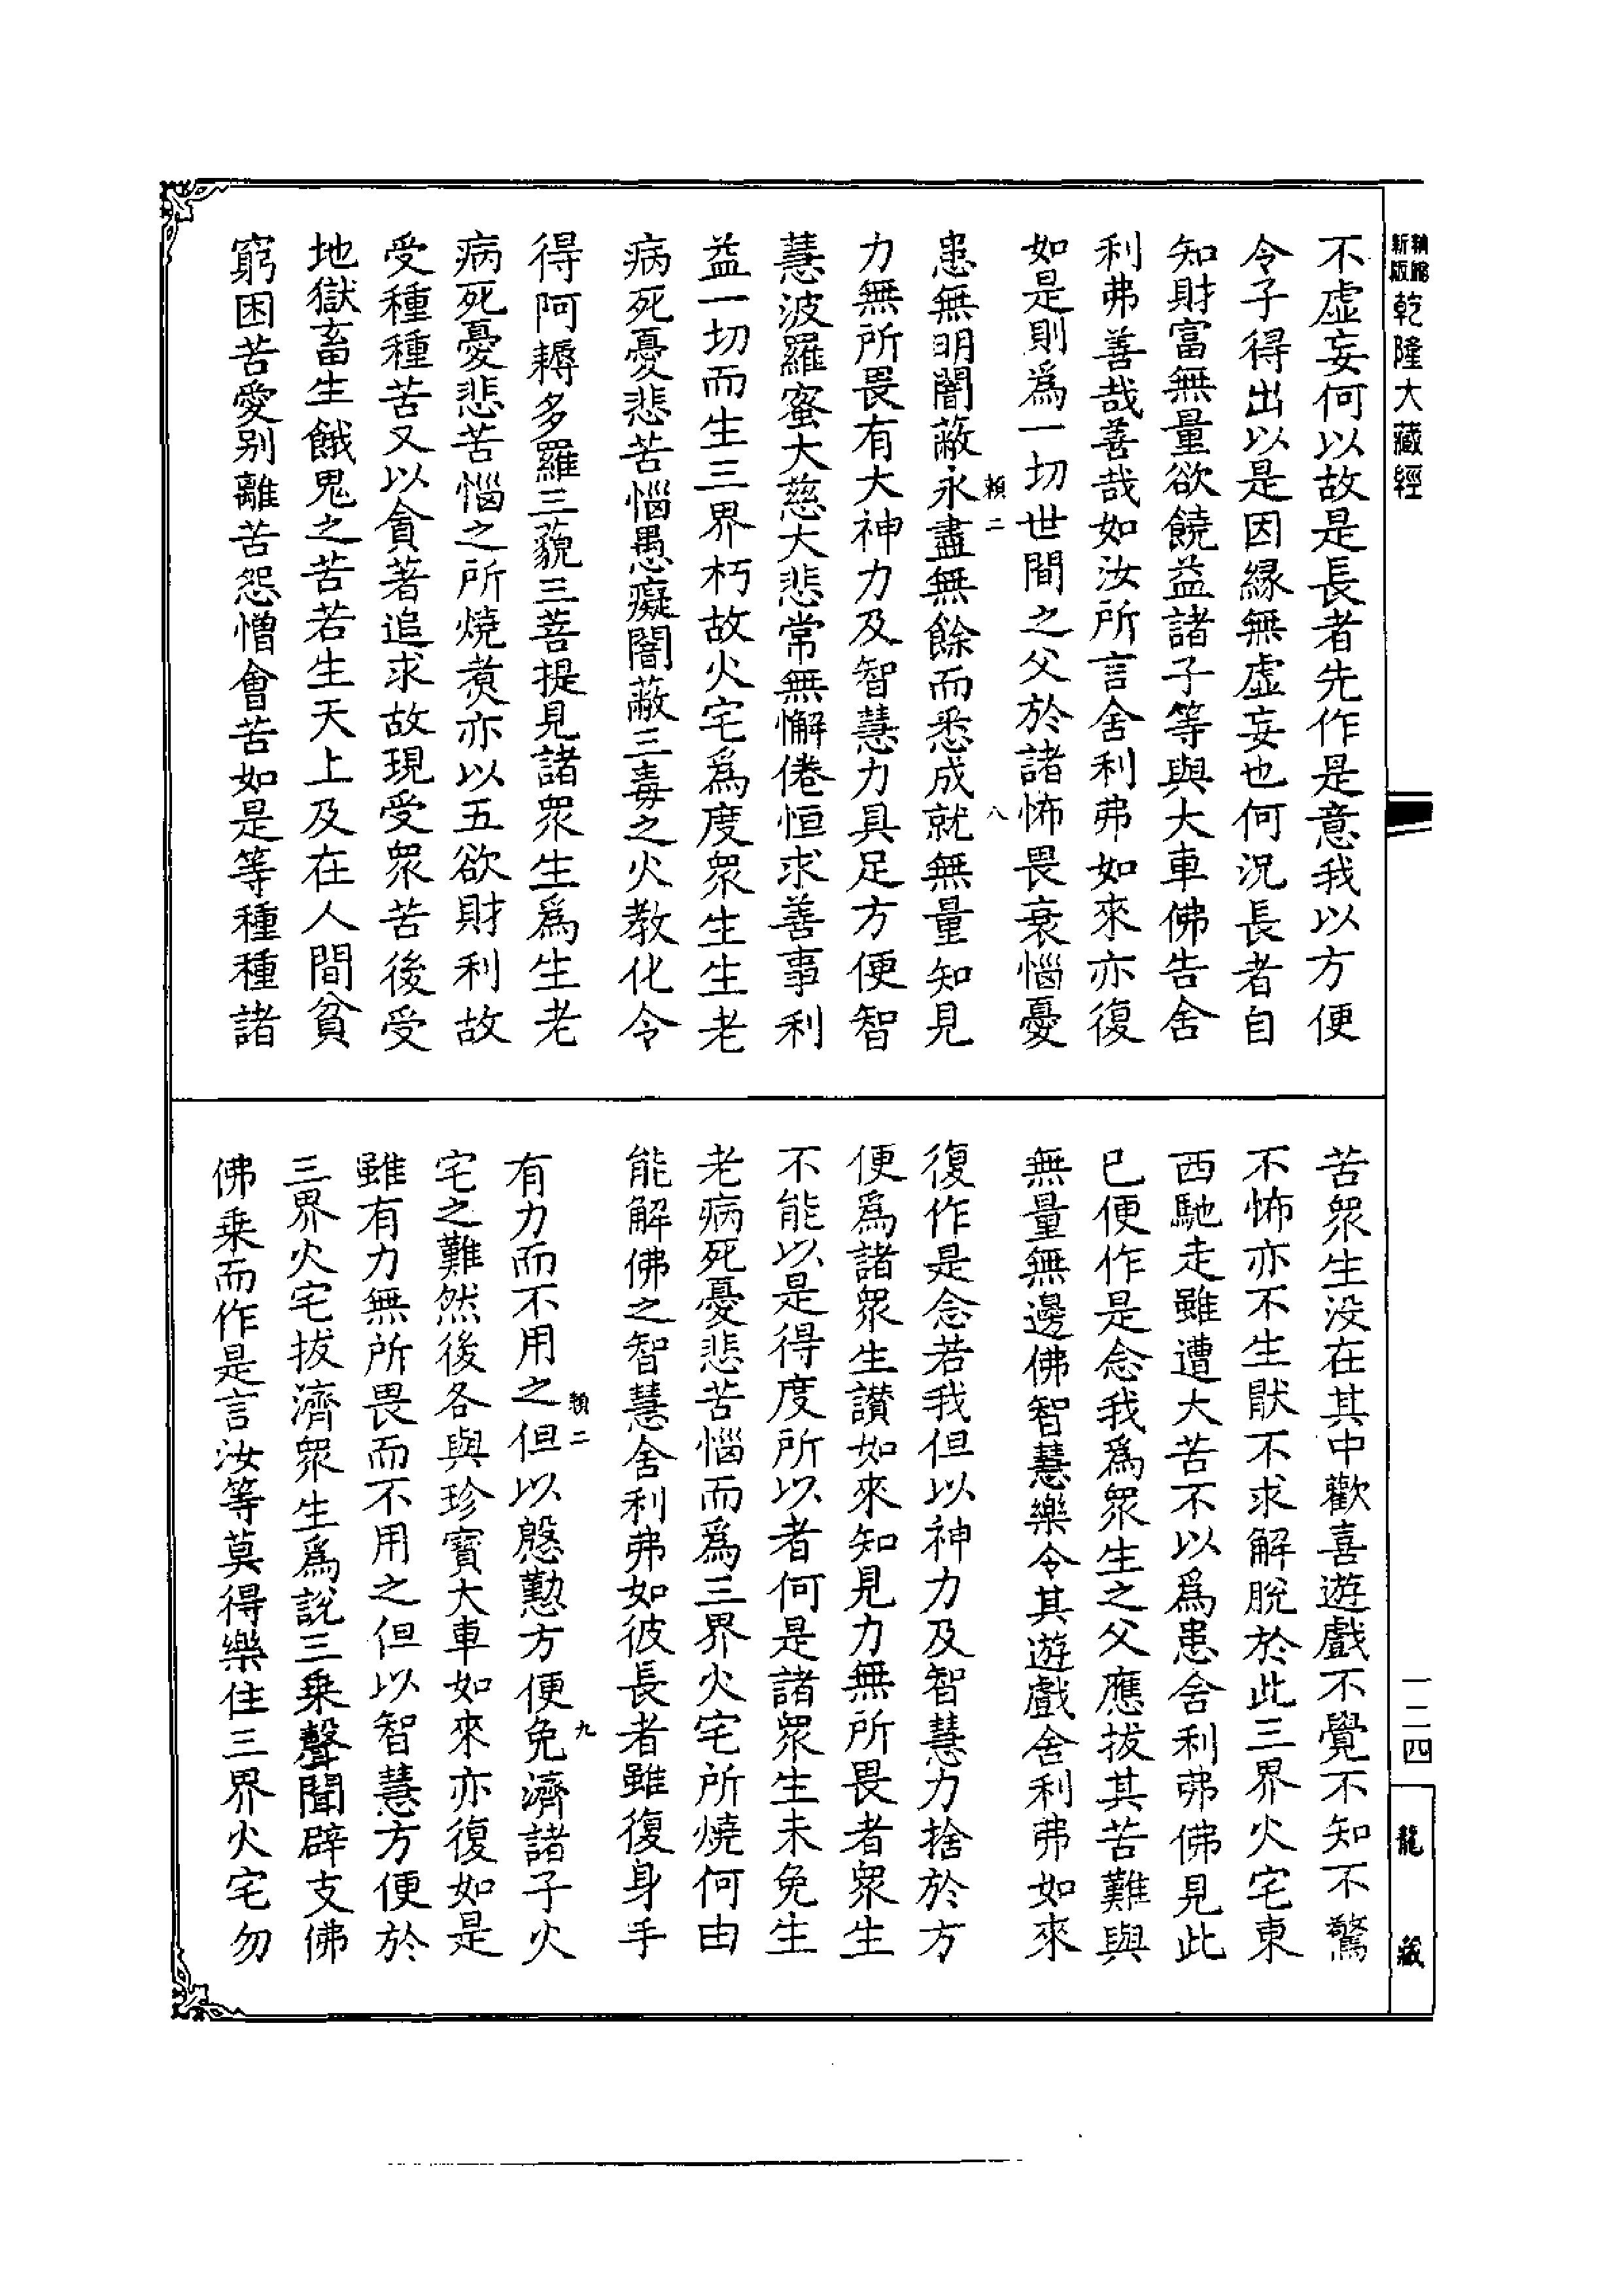 新版
乾隆大藏經
不虛妄何以故是長者先作是意我以方便
令子得出以是因緣無虛妄也何況長者自
知財富無量欲饒益諸子等與大車佛告舍
利弗善哉善哉如汝所言舍利弗如來亦復
如是則爲一切世間之父於諸怖畏衰惱憂
賴二
八
患無明闇蔽永盡無餘而悉成就無量知見
力無所畏有大神力及智慧力具足方便智
慧波羅蜜大慈大悲常無懈倦恒求善事利
益一切而生三界朽故火宅爲度眾生生老
病死憂悲苦惱愚癡闇蔽三毒之火教化令
得阿耨多羅三藐三菩提見諸眾生爲生老
病死憂悲苦惱之所燒煑亦以五欲財利故
受種種苦又以貪著追求故現受眾苦後受
地獄畜生餓鬼之苦若生天上及在人間貧
窮困苦愛别離苦怨憎會苦如是等種種諸
苦眾生沒在其中歡喜遊戲不覺不知不驚
不怖亦不生厭不求解脫於此三界火宅東
西馳走雖遭大苦不以爲患舍利弗佛見此
已便作是念我爲眾生之父應拔其苦難與
無量無邊佛智慧樂令其遊戲舍利弗如來
復作是念若我但以神力及智慧力捨於方
便爲諸眾生讚如來知見力無所畏者眾生
不能以是得度所以者何是諸眾生未免生
老病死憂悲苦惱而爲三界火宅所燒何由
能解佛之智慧舍利弗如彼長者雖復身手
賴二
九
有力而不用之但以慇懃方便免濟諸子火
宅之難然後各與珍寶大車如來亦復如是
雖有力無所畏而不用之但以智慧方便於
三界火宅拔濟眾生爲說三乘聲聞辟支佛
佛乘而作是言汝等莫得樂住三界火宅勿
一二四
龍藏